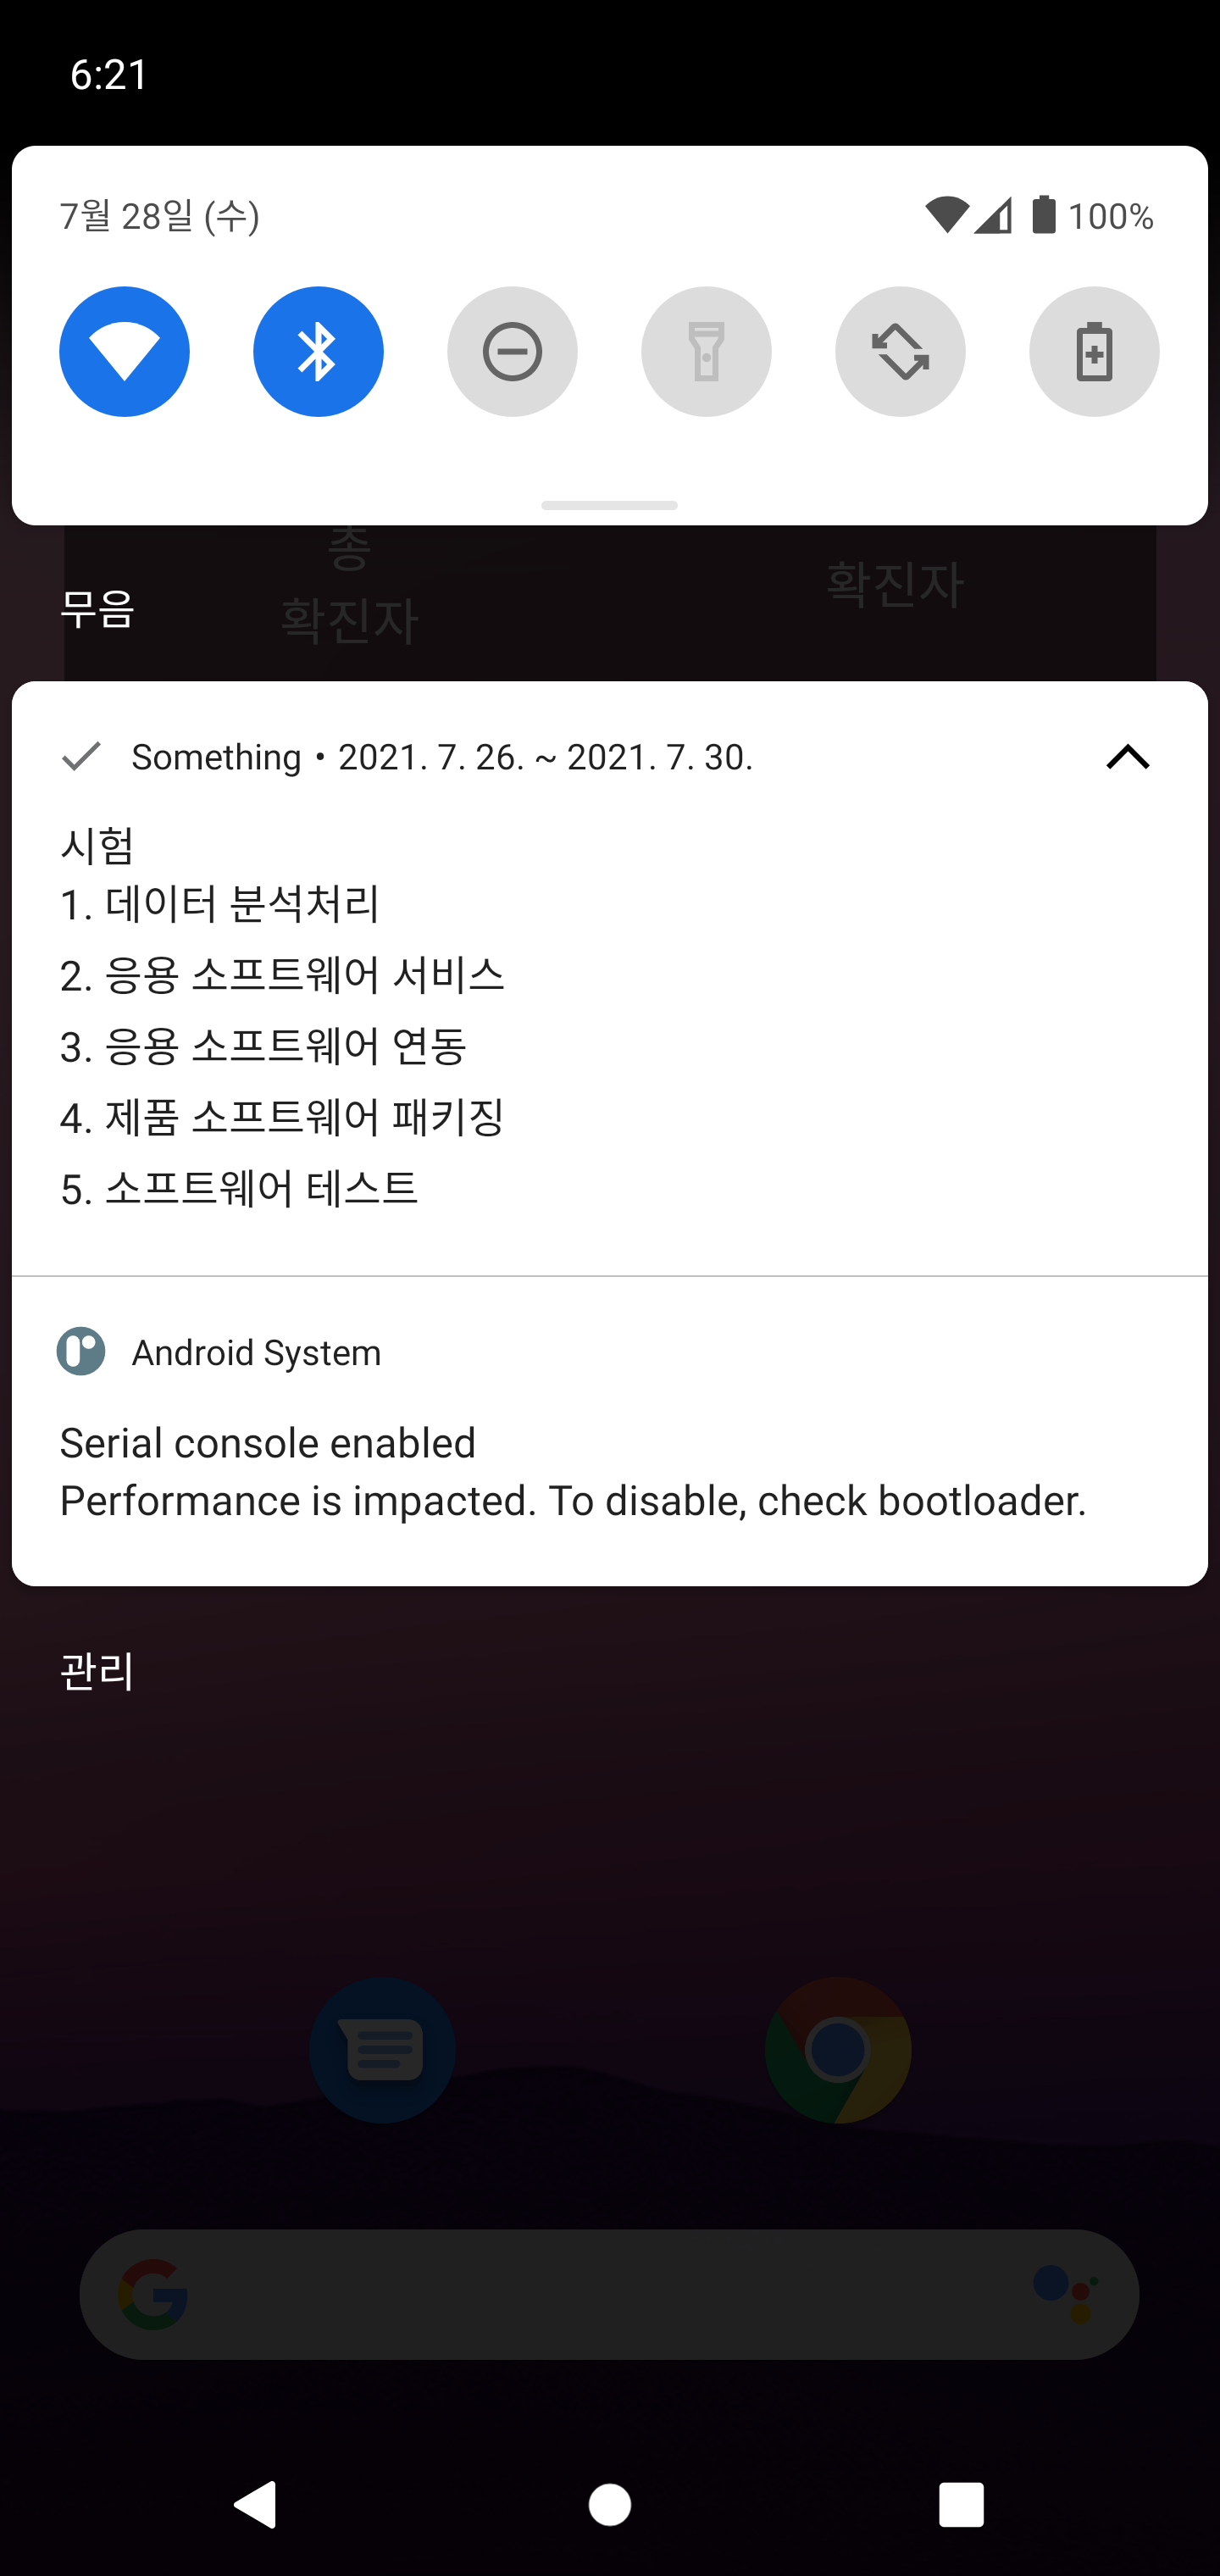 6:21
7월 28일 (수)
100%
총
확진자
확진자
무음
Something • 2021. 7. 26. ~ 2021. 7. 30.
시험
1. 데이터 분석처리
2. 응용 소프트웨어 서비스
3. 응용 소프트웨어 연동
4. 제품 소프트웨어 패키징
5. 소프트웨어 테스트
Android System
Serial console enabled
Performance is impacted. To disable, check bootloader.
관리